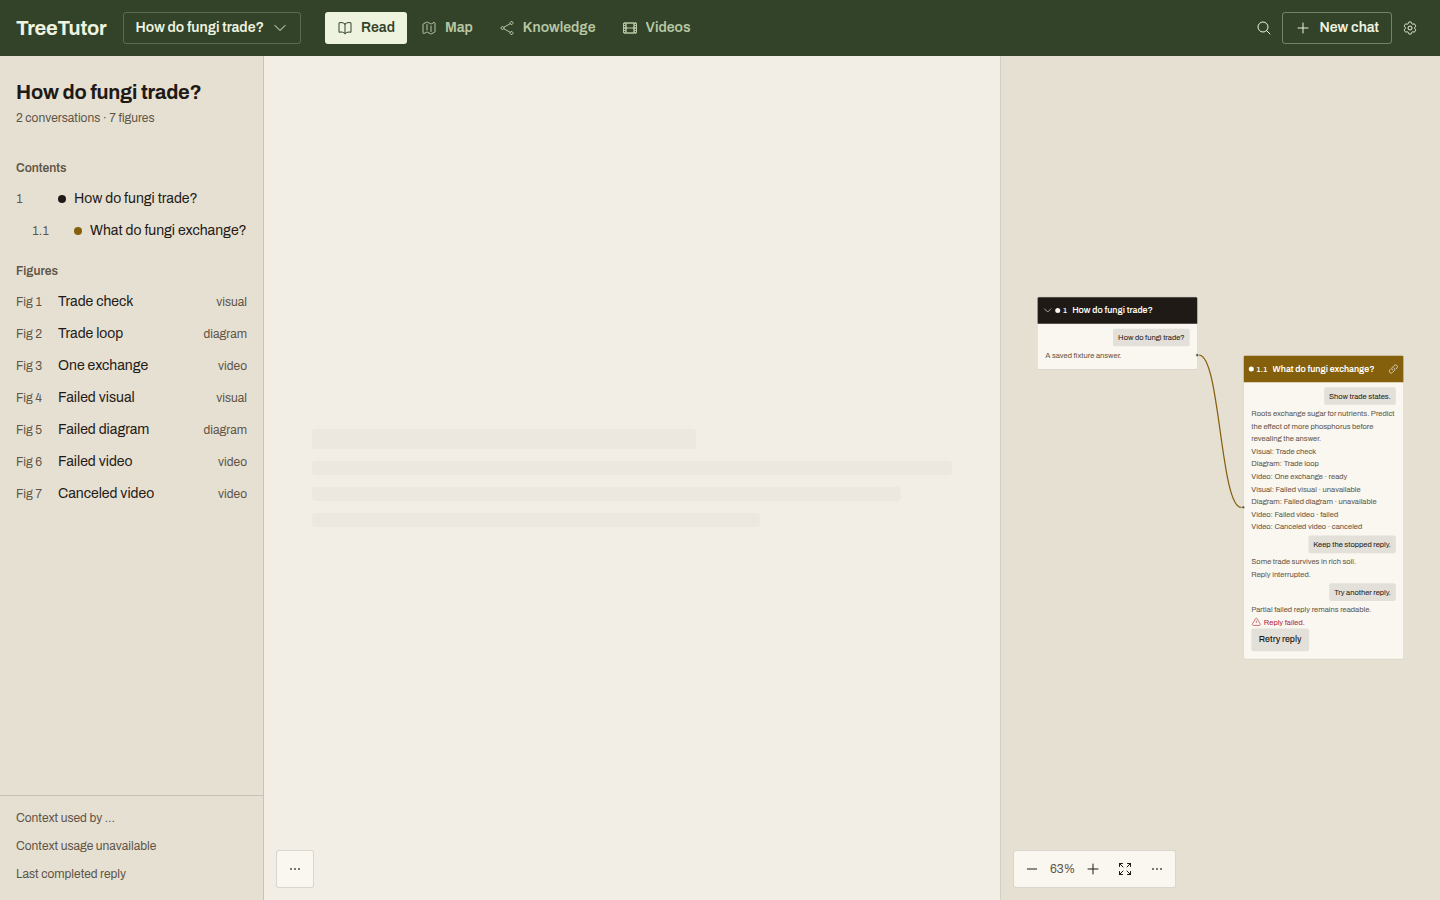 TreeTutor
How do fungi trade?
Read
Map
Knowledge
Videos
New chat
How do fungi trade?
2 conversations · 7 figures
Contents
1 How do fungi trade?
1.1 What do fungi exchange?
Figures
Fig 1 Trade check visual
Fig 2 Trade loop diagram
Fig 3 One exchange video
Fig 4 Failed visual visual
Fig 5 Failed diagram diagram
Fig 6 Failed video video
Fig 7 Canceled video video
Context used by ...
Context usage unavailable
Last completed reply
1 How do fungi trade?
How do fungi trade?
A saved fixture answer.
1.1 What do fungi exchange?
Show trade states.
Roots exchange sugar for nutrients. Predict
the effect of more phosphorus before
revealing the answer.
Visual: Trade check
Diagram: Trade loop
Video: One exchange · ready
Visual: Failed visual · unavailable
Diagram: Failed diagram · unavailable
Video: Failed video · failed
Video: Canceled video · canceled
Keep the stopped reply.
Some trade survives in rich soil.
Reply interrupted.
Try another reply.
Partial failed reply remains readable.
Reply failed.
Retry reply
63%